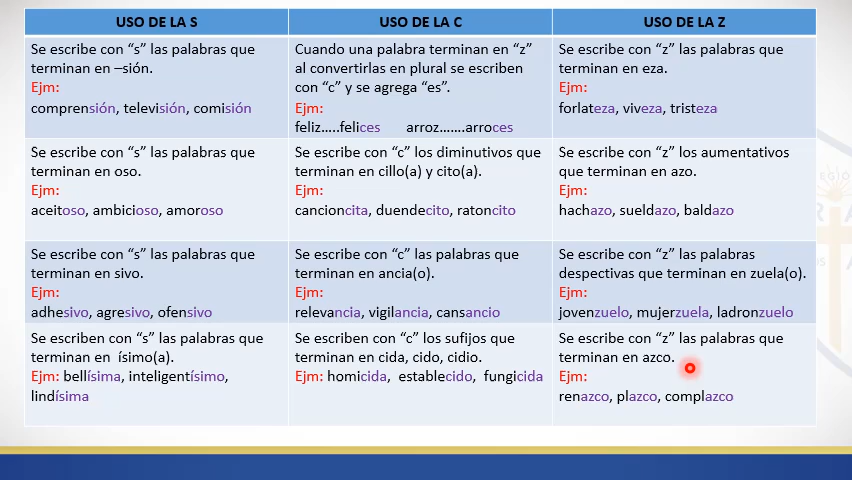 USO DE LA S
USO DE LA C
USO DE LA Z
Se escribe con “s” las palabras que
terminan en –sión.
Ejm:
comprensión, televisión, comisión
Cuando una palabra terminan en “z”
al convertirlas en plural se escriben
con “c” y se agrega “es”.
Ejm:
feliz.….felices arroz…….arroces
Se escribe con “z” las palabras que
terminan en eza.
Ejm:
forlateza, viveza, tristeza
Se escribe con “s” las palabras que
terminan en oso.
Ejm:
aceitoso, ambicioso, amoroso
Se escribe con “c” los diminutivos que
terminan en cillo(a) y cito(a).
Ejm:
cancioncita, duendecito, ratoncito
Se escribe con “z” los aumentativos
que terminan en azo.
Ejm:
hachazo, sueldazo, baldazo
Se escribe con “s” las palabras que
terminan en sivo.
Ejm:
adhesivo, agresivo, ofensivo
Se escribe con “c” las palabras que
terminan en ancia(o).
Ejm:
relevancia, vigilancia, cansancio
Se escribe con “z” las palabras
despectivas que terminan en zuela(o).
Ejm:
jovenzuelo, mujerzuela, ladronzuelo
Se escriben con “s” las palabras que
terminan en ísimo(a).
Ejm: bellísima, inteligentísimo,
lindísima
Se escriben con “c” los sufijos que
terminan en cida, cido, cidio.
Ejm: homicida, establecido, fungicida
Se escribe con “z” las palabras que
terminan en azco.
Ejm:
renazco, plazco, complazco